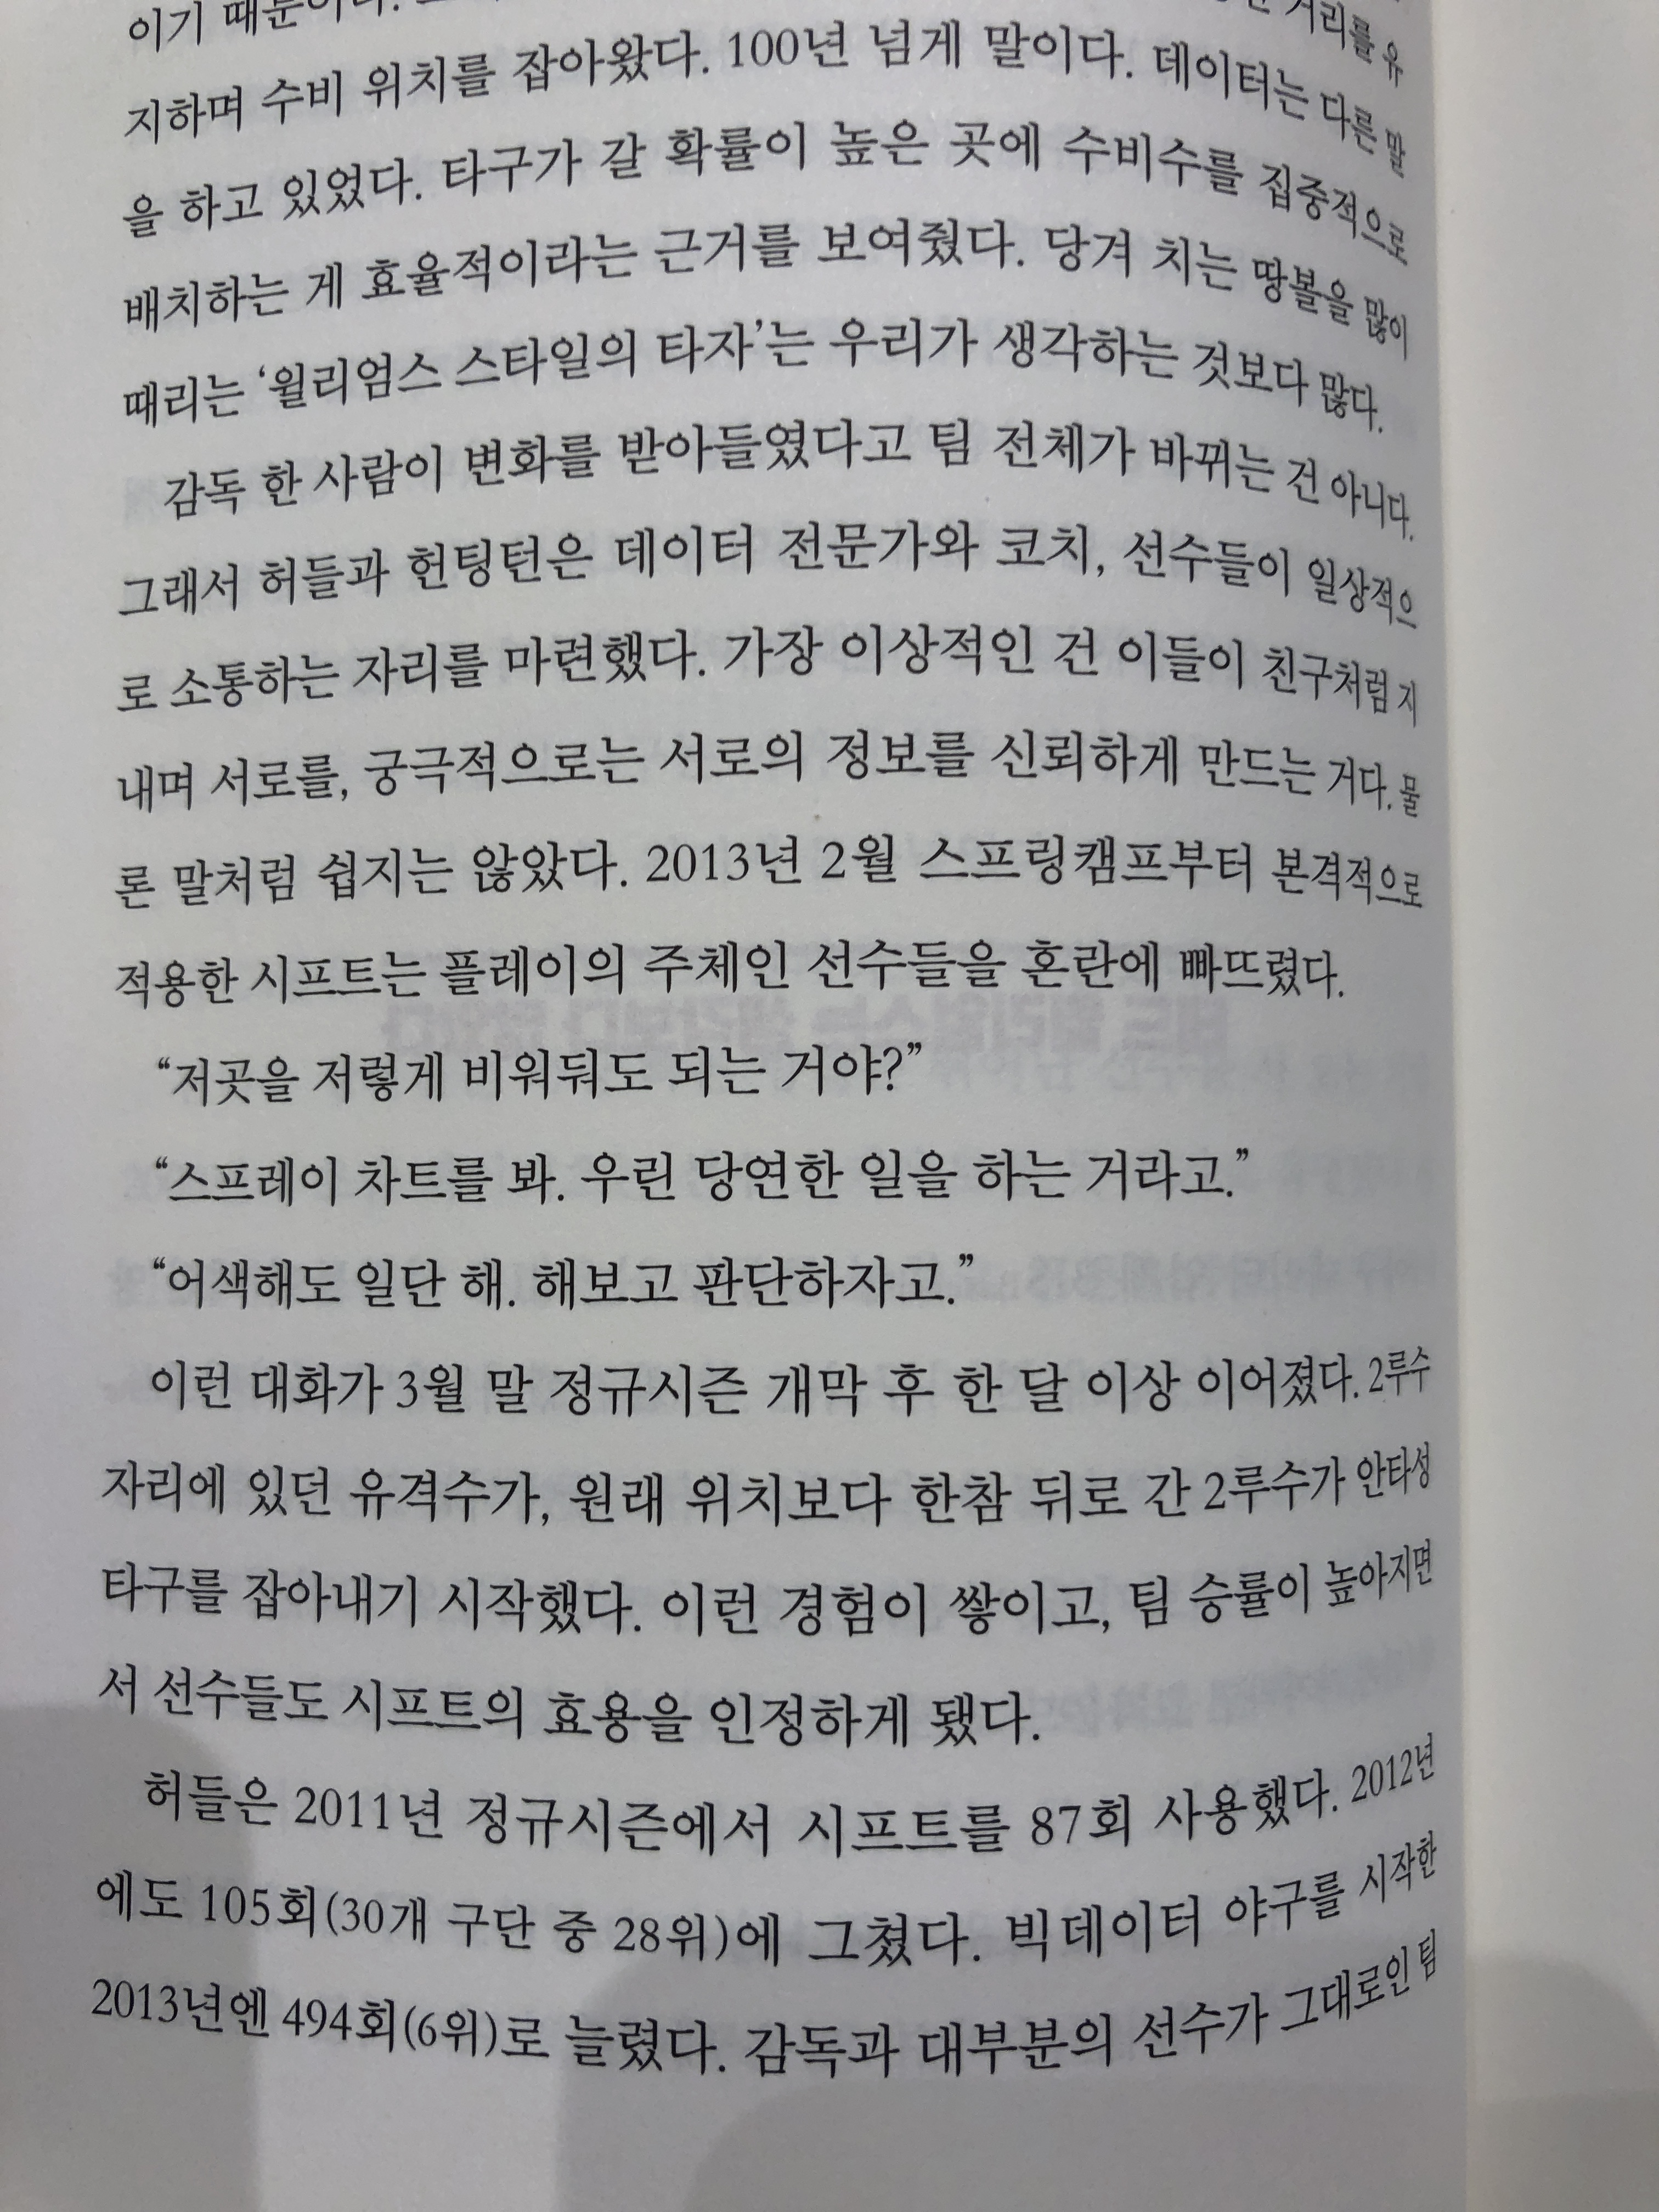 이기 때문이다.
거리를 유
지하며 수비 위치를 잡아왔다. 100년 넘게 말이다. 데이터는 다른 말
을 하고 있었다. 타구가 갈 확률이 높은 곳에 수비수를 집중적으로
배치하는 게 효율적이라는 근거를 보여줬다. 당겨 치는 땅볼을 많이
때리는 ‘윌리엄스 스타일의 타자’는 우리가 생각하는 것보다 많다.
감독 한 사람이 변화를 받아들였다고 팀 전체가 바뀌는 건 아니다.
그래서 허들과 헌팅턴은 데이터 전문가와 코치, 선수들이 일상적으
로 소통하는 자리를 마련했다. 가장 이상적인 건 이들이 친구처럼 지
내며 서로를, 궁극적으로는 서로의 정보를 신뢰하게 만드는 거다. 물
론 말처럼 쉽지는 않았다. 2013년 2월 스프링캠프부터 본격적으로
적용한 시프트는 플레이의 주체인 선수들을 혼란에 빠뜨렸다.
“저곳을 저렇게 비워둬도 되는 거야?”
“스프레이 차트를 봐. 우린 당연한 일을 하는 거라고.”
“어색해도 일단 해. 해보고 판단하자고.”
이런 대화가 3월 말 정규시즌 개막 후 한 달 이상 이어졌다. 2루수
자리에 있던 유격수가, 원래 위치보다 한참 뒤로 간 2루수가 안타성
타구를 잡아내기 시작했다. 이런 경험이 쌓이고, 팀 승률이 높아지면
서 선수들도 시프트의 효용을 인정하게 됐다.
허들은 2011년 정규시즌에서 시프트를 87회 사용했다. 2012년
에도 105회(30개 구단 중 28위)에 그쳤다. 빅데이터 야구를 시작한
2013년엔 494회(6위)로 늘렸다. 감독과 대부분의 선수가 그대로인 팀